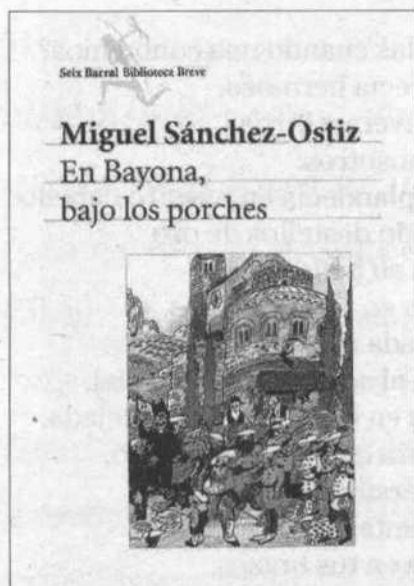 Seix Barral Biblioteca Breve
Miguel Sánchez-Ostiz
En Bayona,
bajo los porches